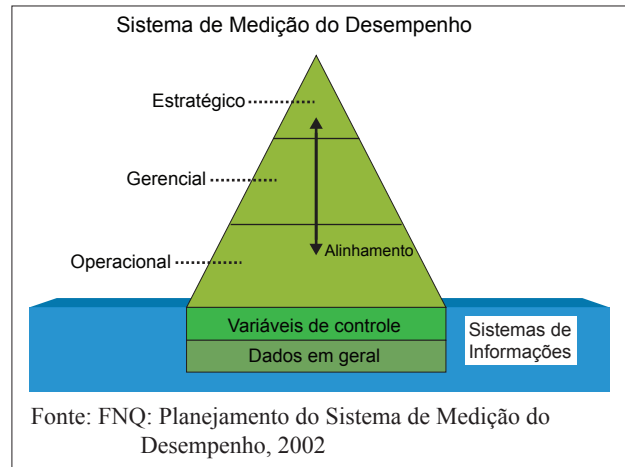 Sistema de Medição do Desempenho
Estratégico
Gerencial
Operacional
Alinhamento
Variáveis de controle
Dados em geral
Sistemas de
Informações
Fonte: FNQ: Planejamento do Sistema de Medição do
Desempenho, 2002